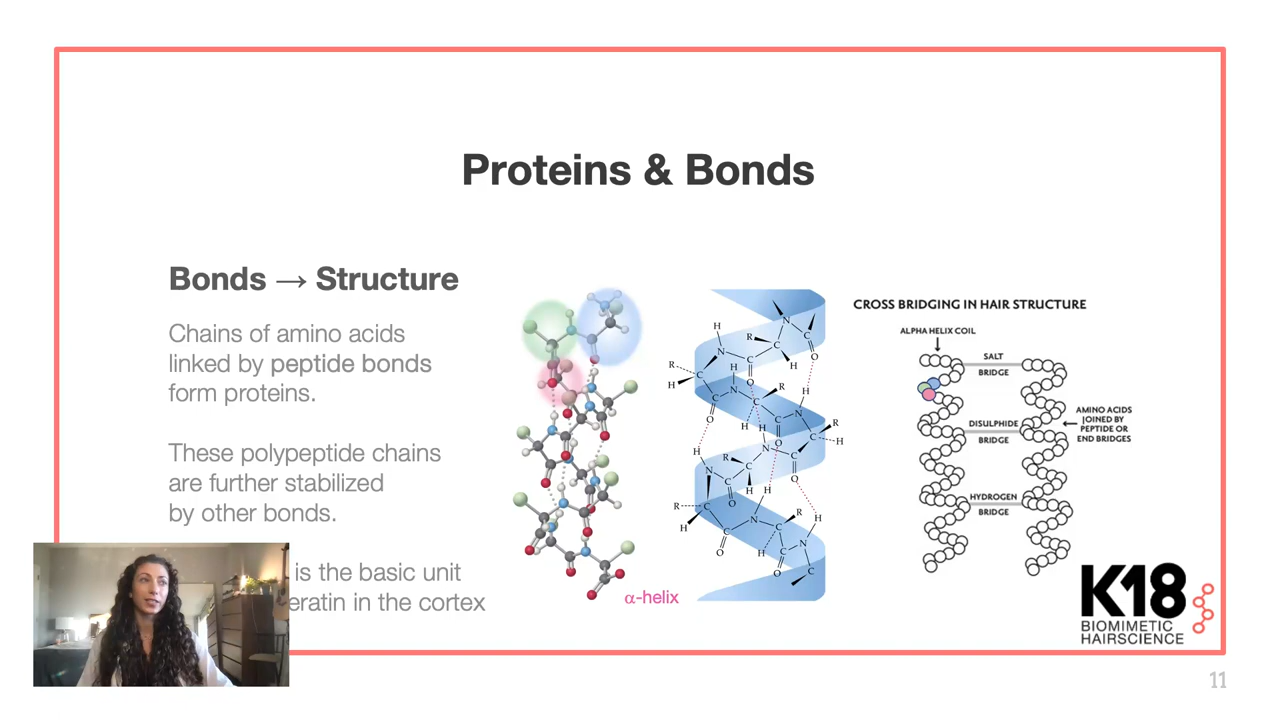 Proteins & Bonds
Bonds → Structure
Chains of amino acids
linked by peptide bonds
form proteins.
These polypeptide chains
are further stabilized
by other bonds.
is the basic unit
eratin in the cortex
α-helix
H
N
C
O
R
C
H
N
C
O
R
C
H
H
N
C
O
R
C
H
H
N
C
O
R
C
H
H
N
C
O
R
C
H
H
N
C
O
R
C
H
H
N
C
O
R
C
H
H
N
C
CROSS BRIDGING IN HAIR STRUCTURE
ALPHA HELIX COIL
SALT
BRIDGE
DISULPHIDE
BRIDGE
HYDROGEN
BRIDGE
AMINO ACIDS
JOINED BY
PEPTIDE OR
END BRIDGES
K18
BIOMIMETIC
HAIRSCIENCE
11